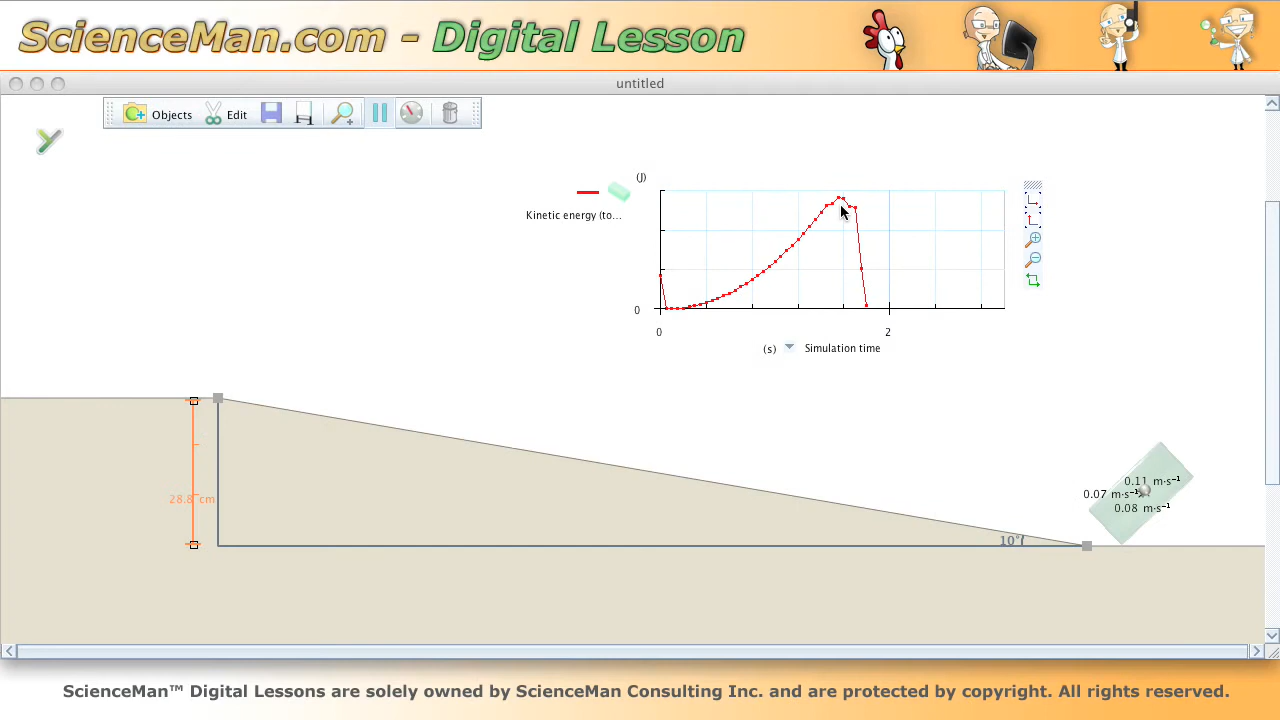 ScienceMan.com - Digital Lesson
untitled
Objects Edit
(J)
Kinetic energy (to...
0
0 2
(s) Simulation time
28.8 cm
10°
0.11 m·s⁻¹
0.07 m·s⁻¹
0.08 m·s⁻¹
ScienceMan™ Digital Lessons are solely owned by ScienceMan Consulting Inc. and are protected by copyright. All rights reserved.